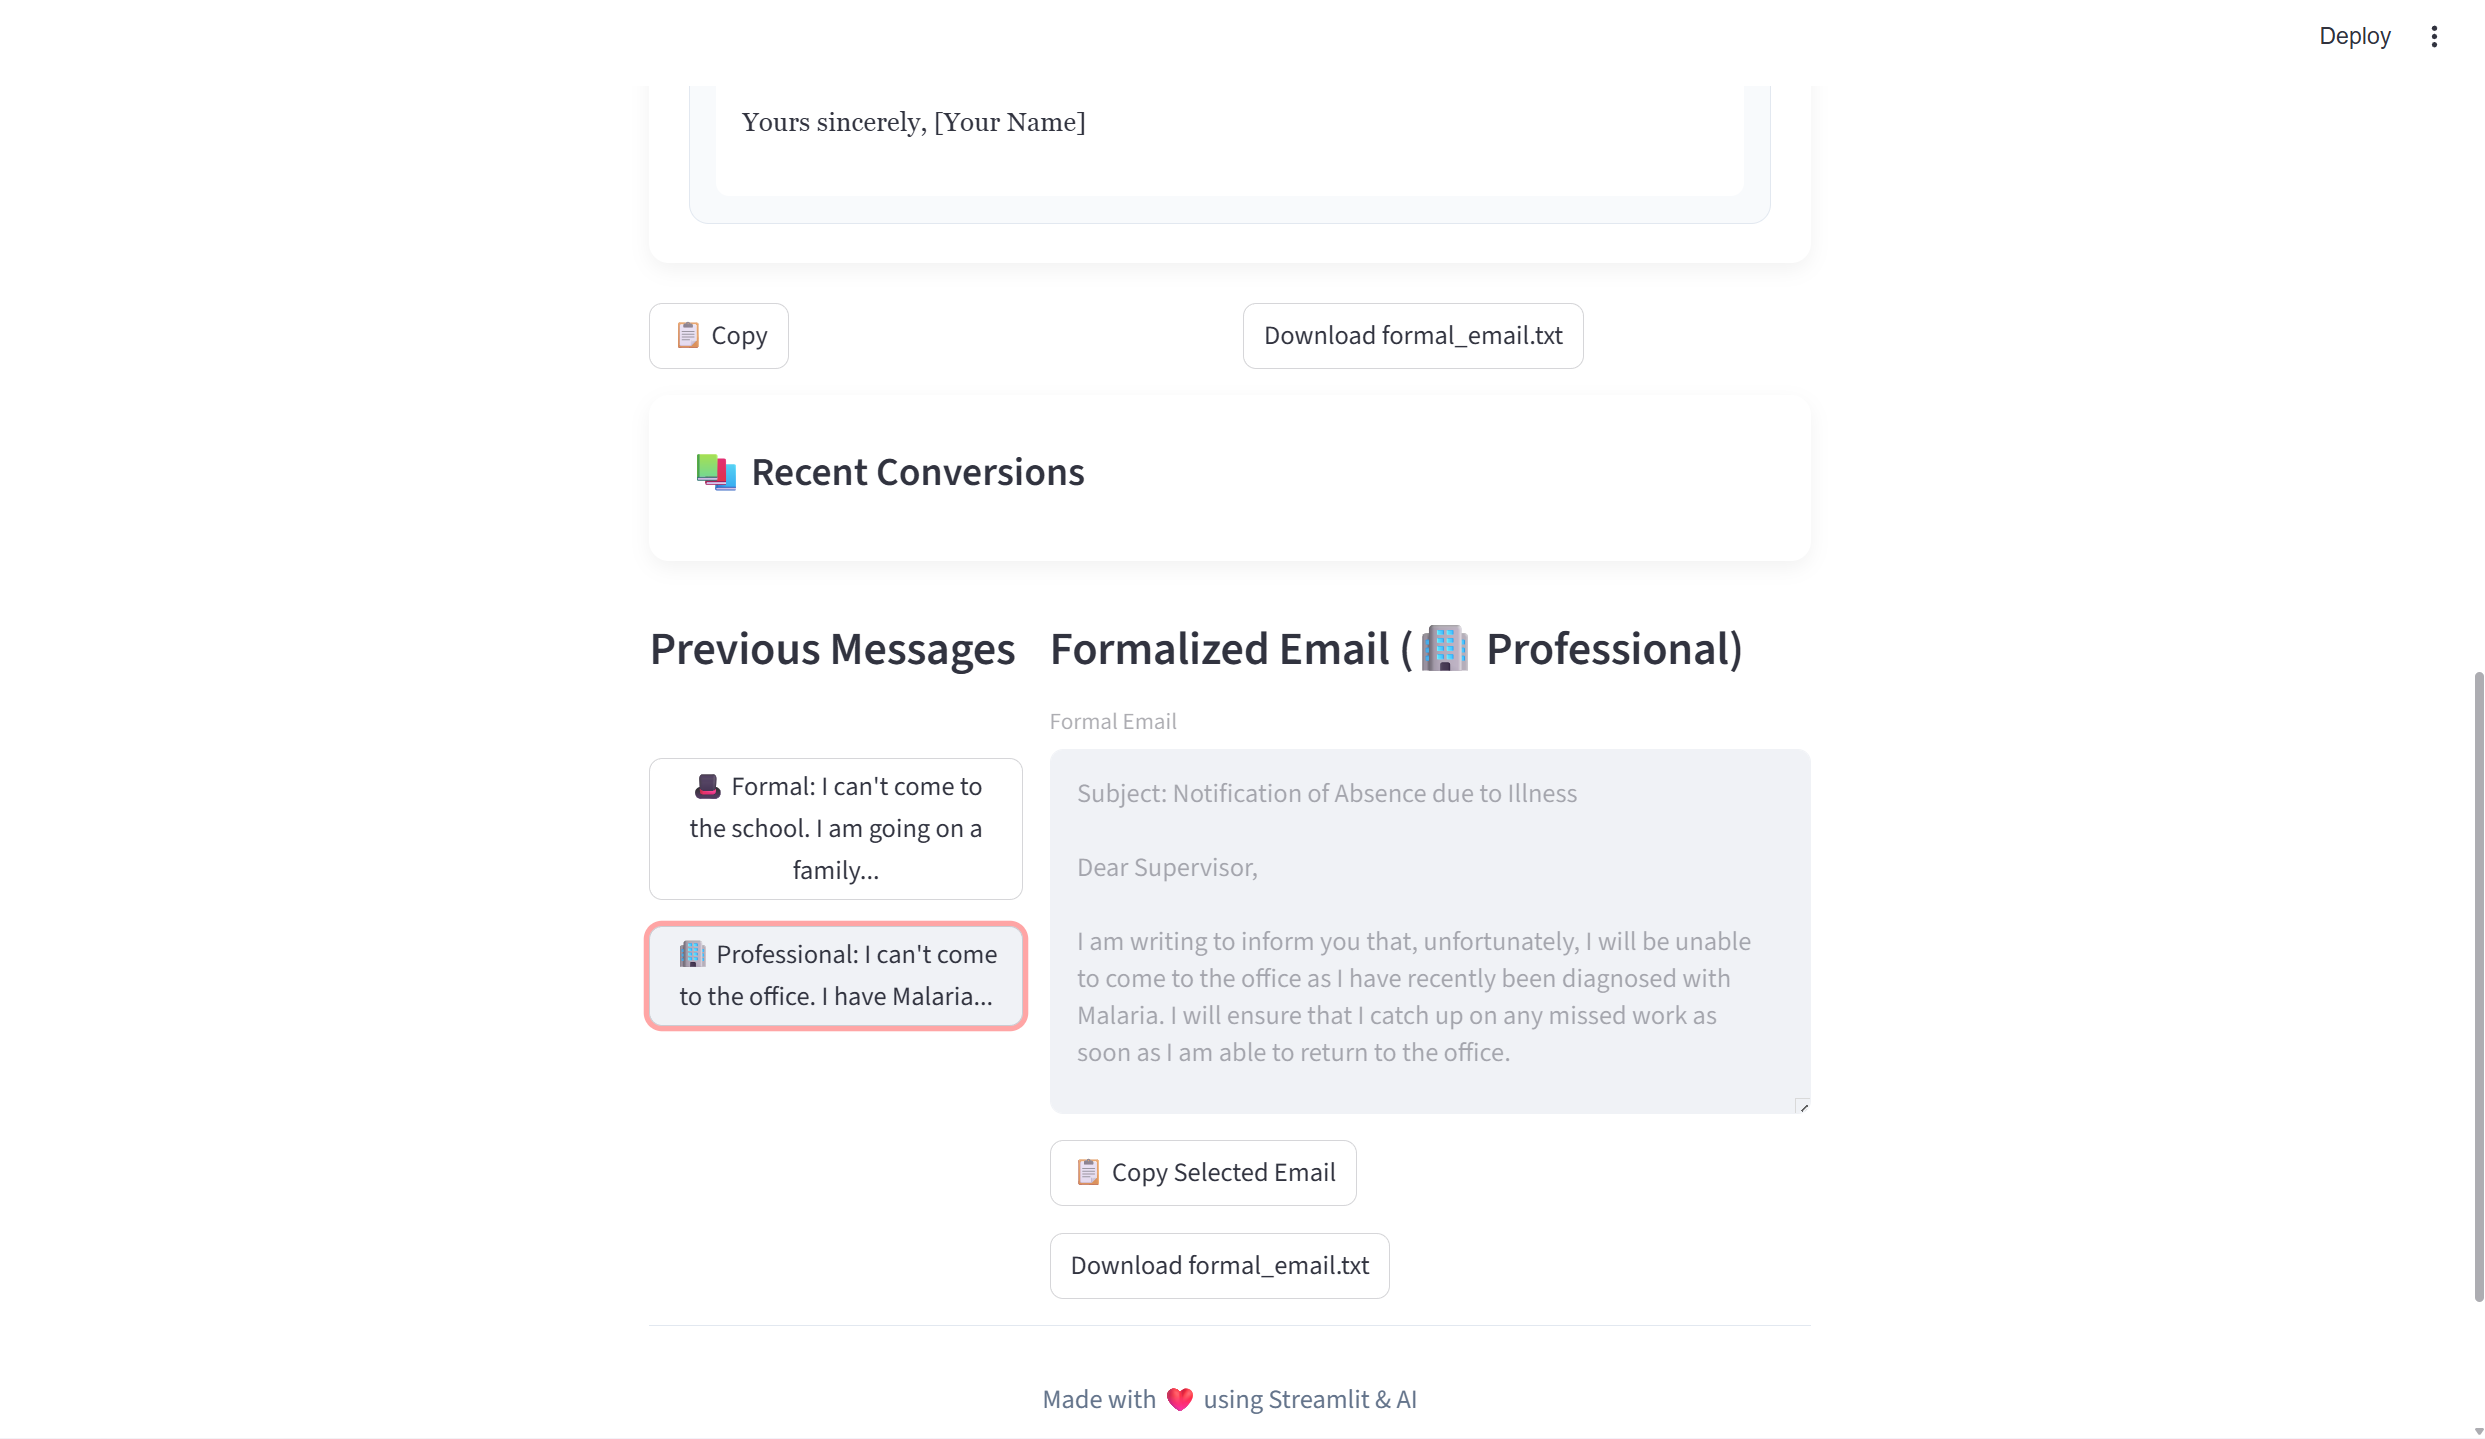 Deploy
Yours sincerely, [Your Name]
Copy
Download formal_email.txt
Recent Conversions
Previous Messages
Formalized Email (🏢 Professional)
Formal Email
🎩 Formal: I can't come to
the school. I am going on a
family...
🏢 Professional: I can't come
to the office. I have Malaria...
Subject: Notification of Absence due to Illness
Dear Supervisor,
I am writing to inform you that, unfortunately, I will be unable
to come to the office as I have recently been diagnosed with
Malaria. I will ensure that I catch up on any missed work as
soon as I am able to return to the office.
Copy Selected Email
Download formal_email.txt
Made with ❤️ using Streamlit & AI